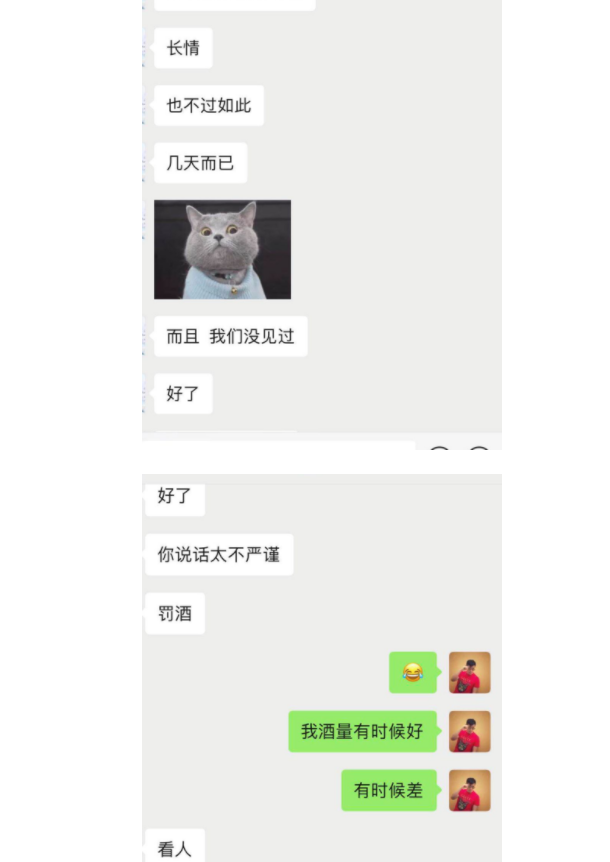 长情
也不过如此
几天而已
而且 我们没见过
好了
好了
你说话太不严谨
罚酒
😂
我酒量有时候好
有时候差
看人